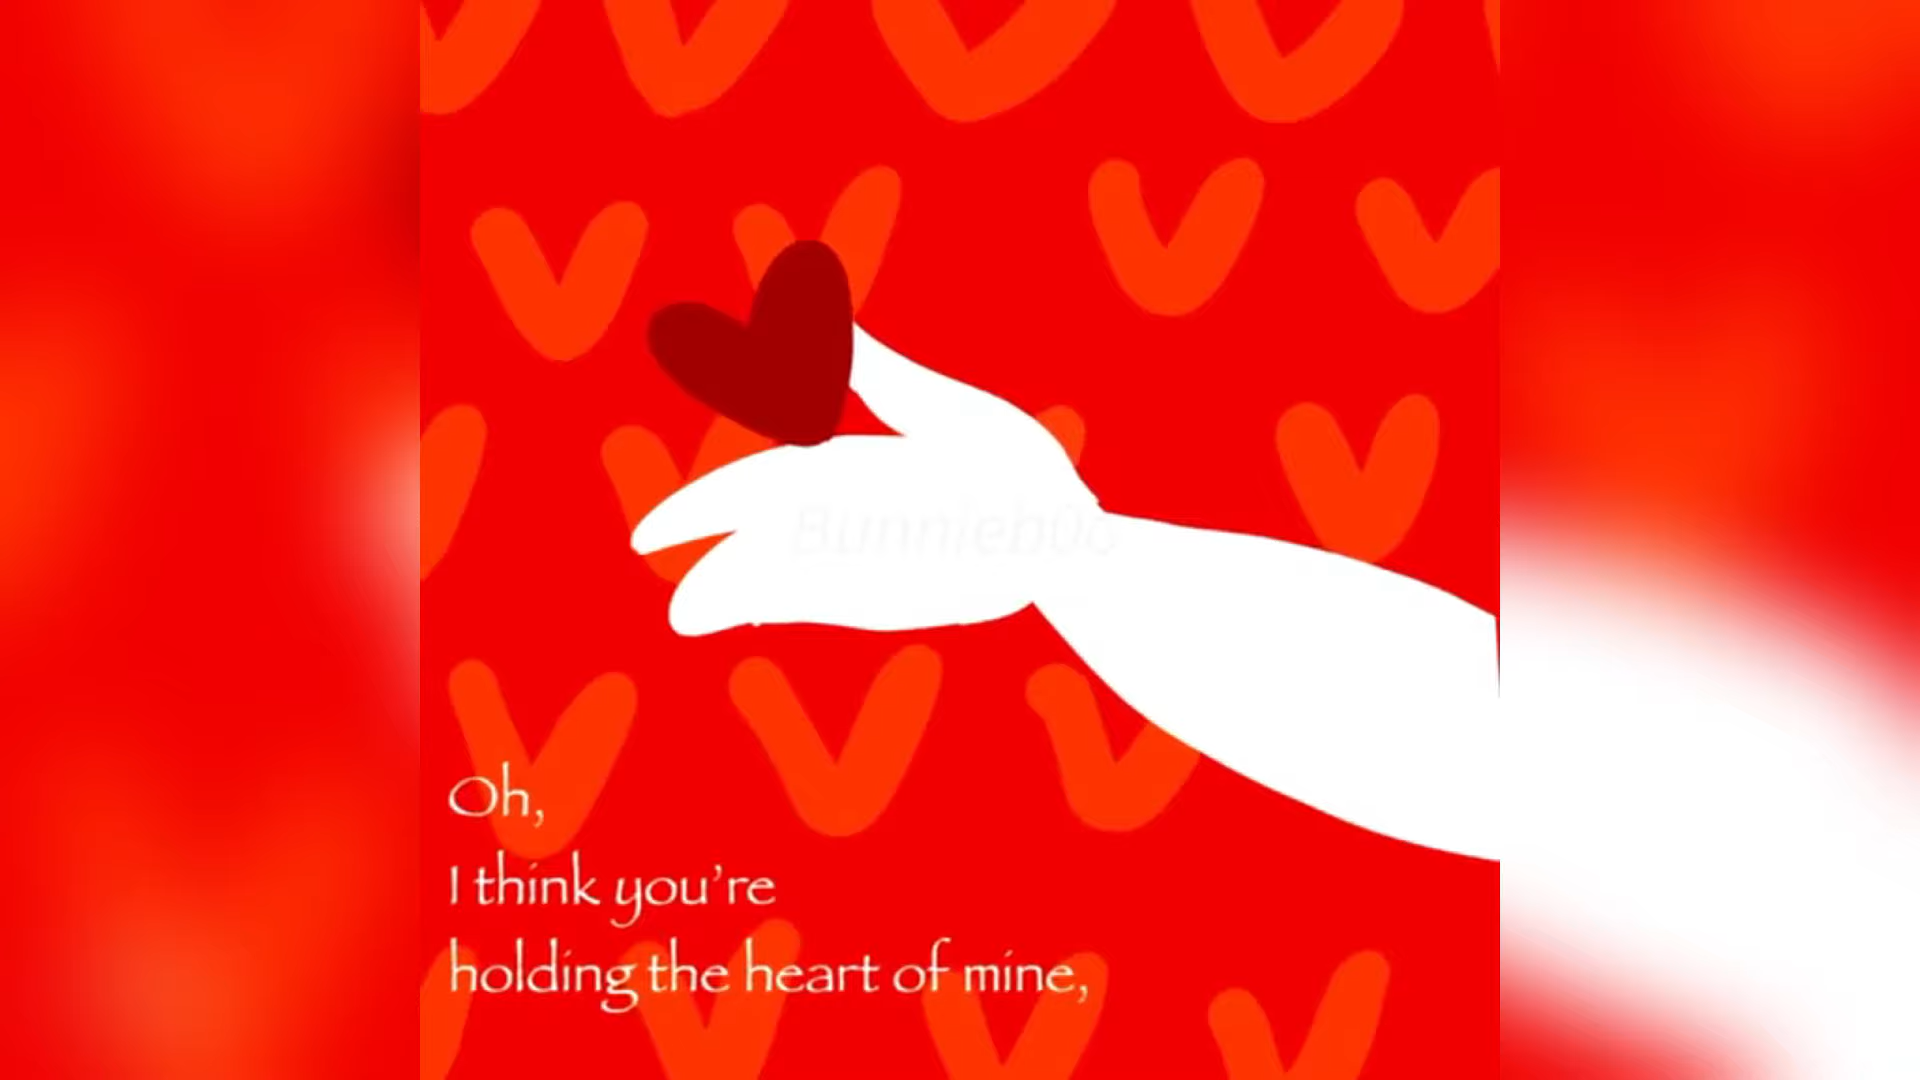 Oh,
I think you're
holding the heart of mine,